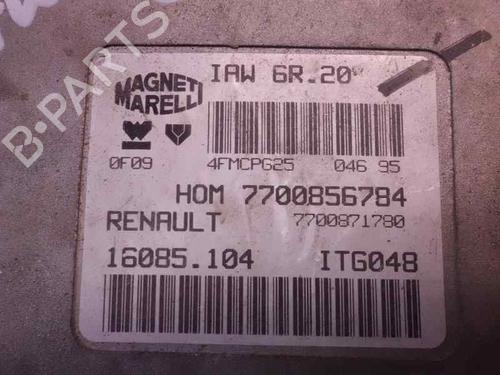 B-PARTS
MAGNETI
MARELLI
IAW 6R.20
0F09
4FMCPG25
046 95
HOM 7700856784
RENAULT
7700871780
16085.104
ITG048